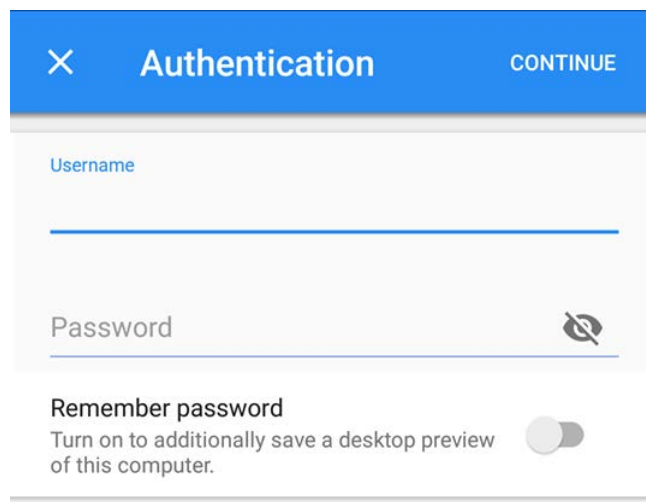 Authentication CONTINUE
Username
Password
Remember password
Turn on to additionally save a desktop preview
of this computer.